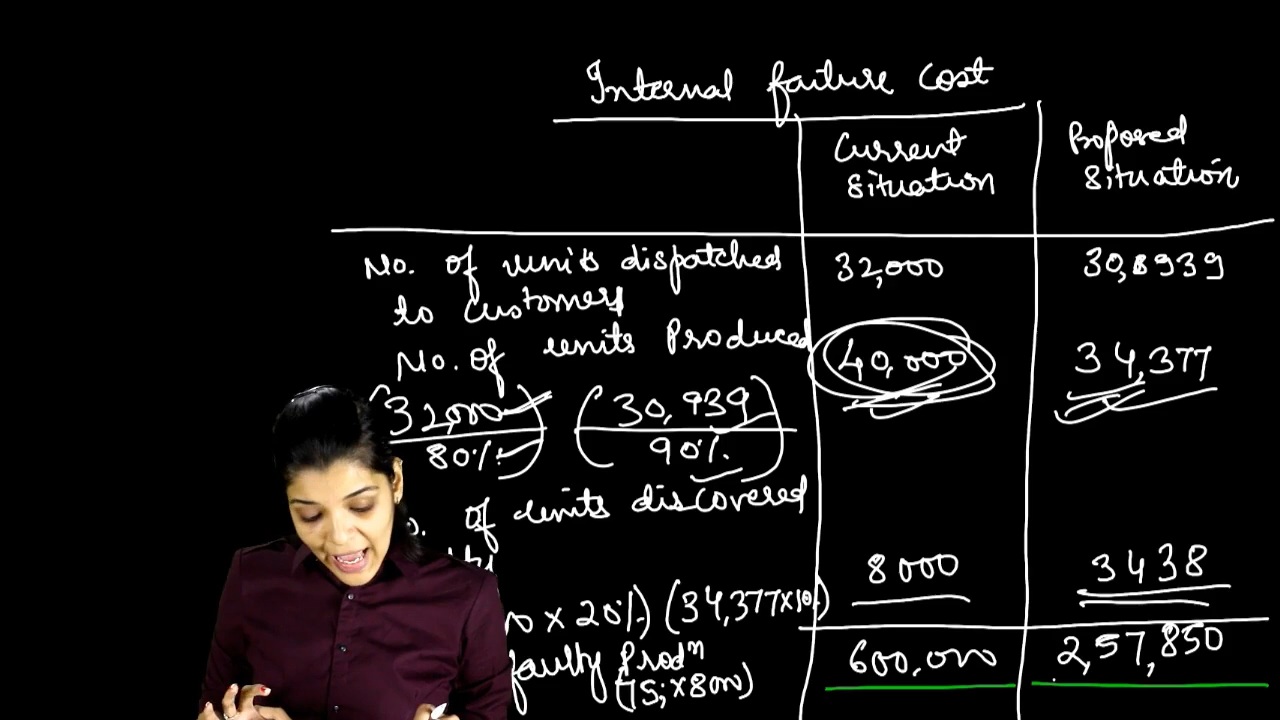 Internal failure cost
Current Situation
Proposed Situation
No. of units dispatched to customers 32,000 30,8939
No. of units Produced 40,000 34,377
(32,000 / 80%) (30,939 / 90%)
of units discovered
8000 3438
0 x 20%) (34,377x10%)
faulty Prodn 600,000 2,57,850
(75; x 8000)